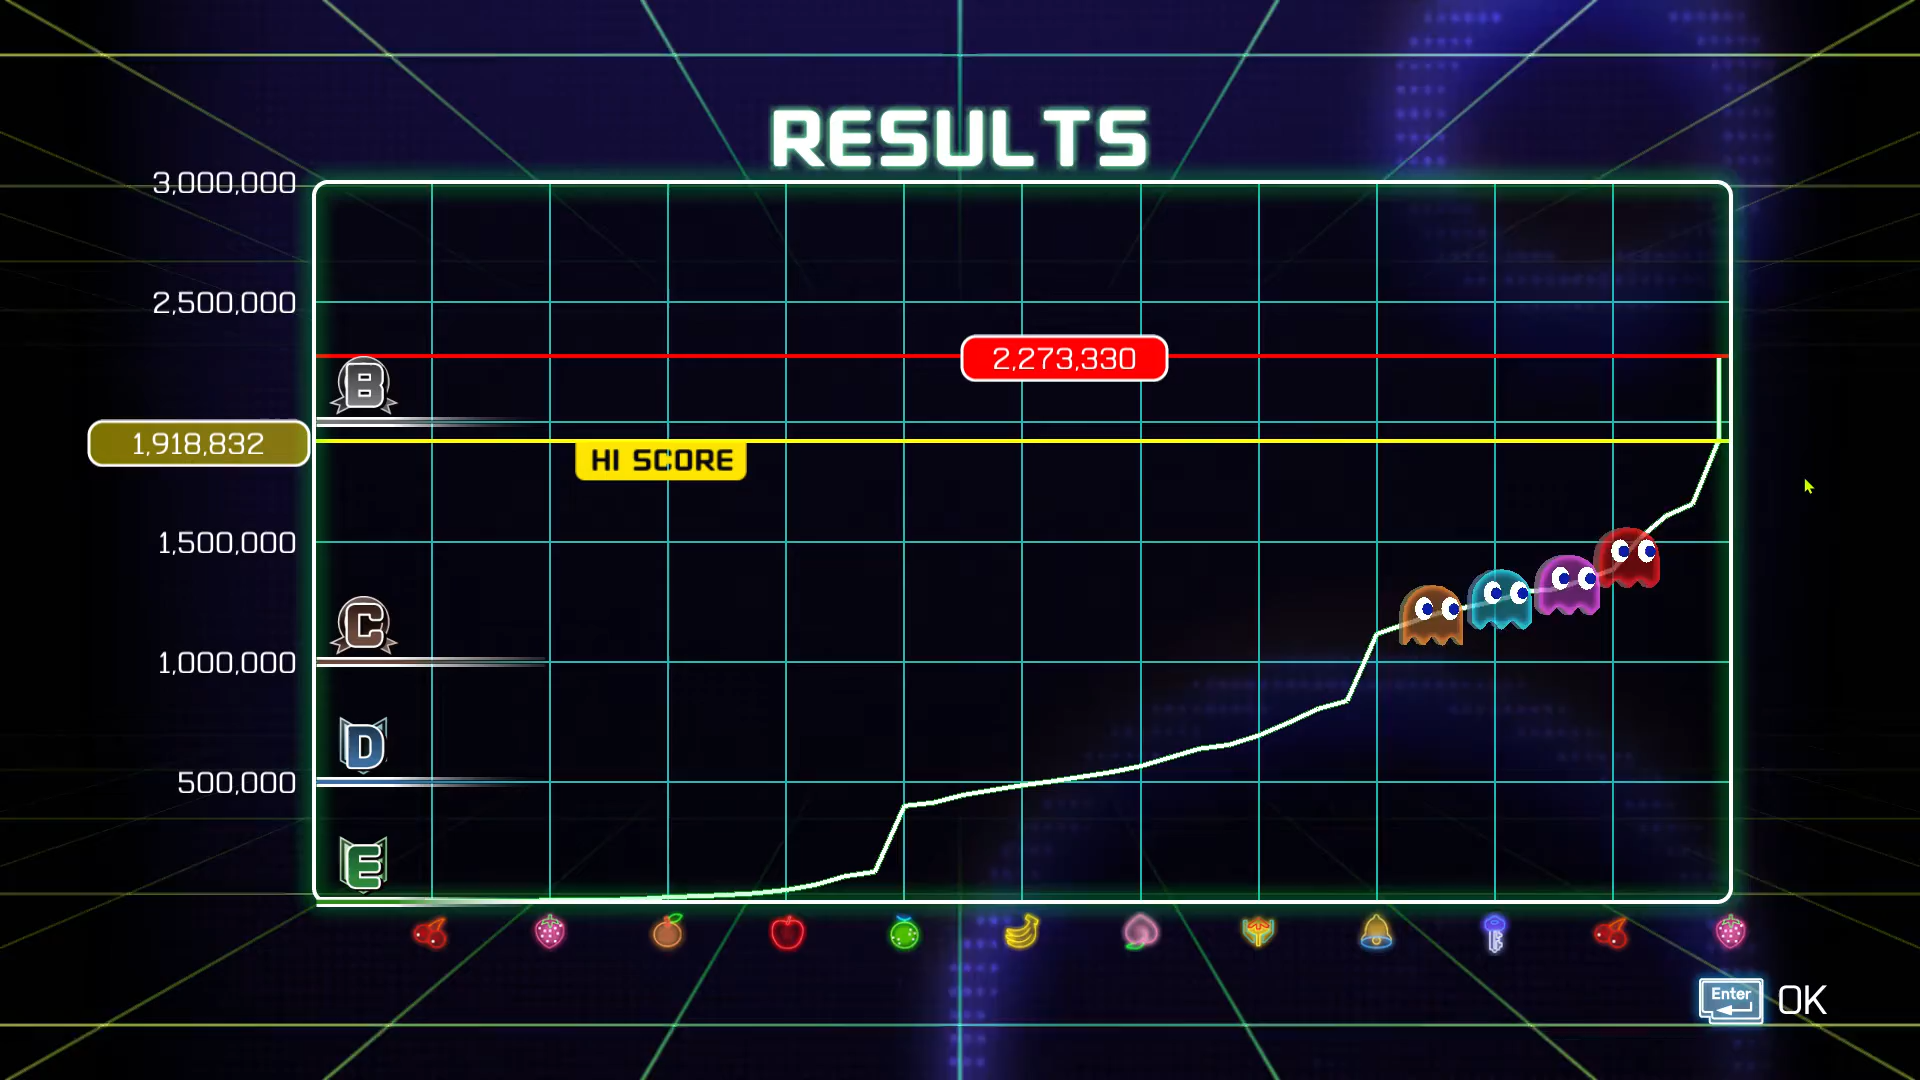 RESULTS
3,000,000
2,500,000
2,273,330
B
1,918,832
HI SCORE
1,500,000
C
1,000,000
D
500,000
E
Enter
OK